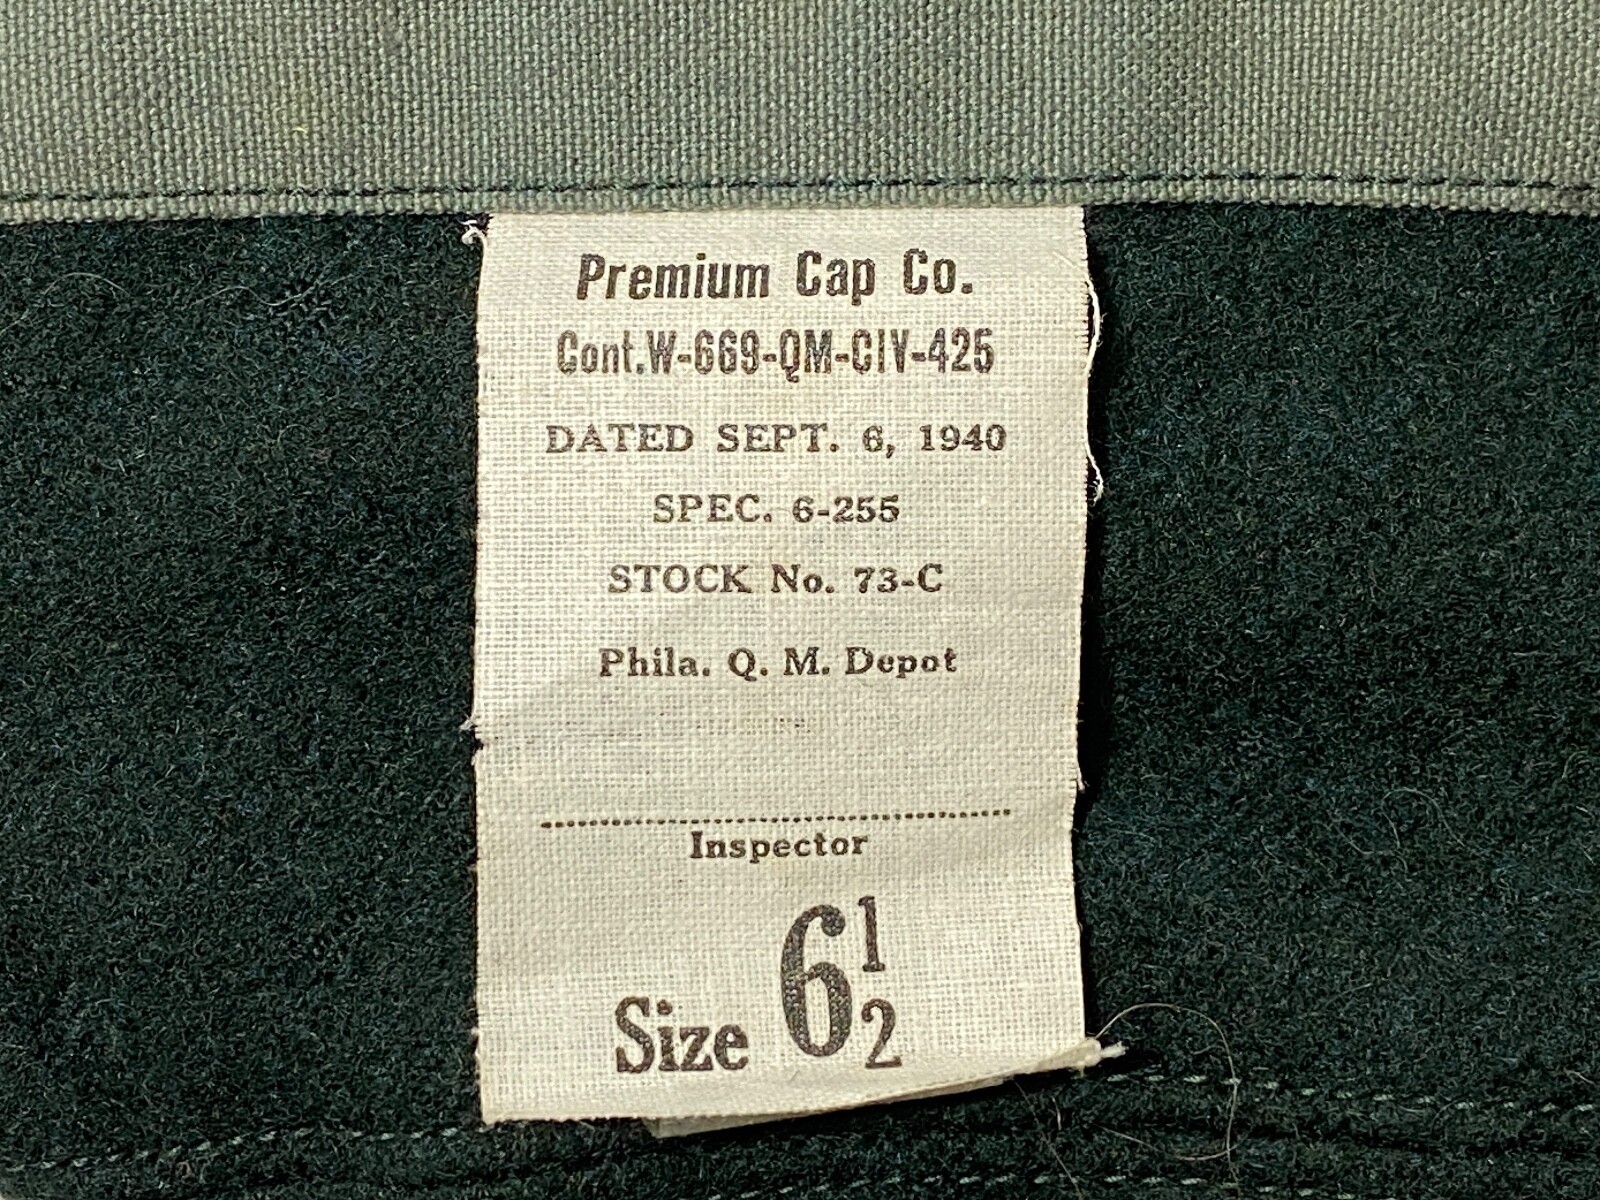 Premium Cap Co.
Cont.W-669-QM-CIV-425
DATED SEPT. 6, 1940
SPEC. 6-255
STOCK No. 73-C
Phila. Q. M. Depot
Inspector
Size 6 1/2